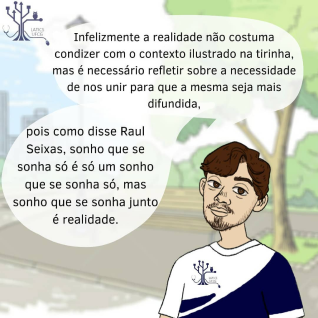 Infelizmente a realidade não costuma
condizer com o contexto ilustrado na tirinha,
mas é necessário refletir sobre a necessidade
de nos unir para que a mesma seja mais
difundida,
pois como disse Raul
Seixas, sonho que se
sonha só é só um sonho
que se sonha só, mas
sonho que se sonha junto
é realidade.